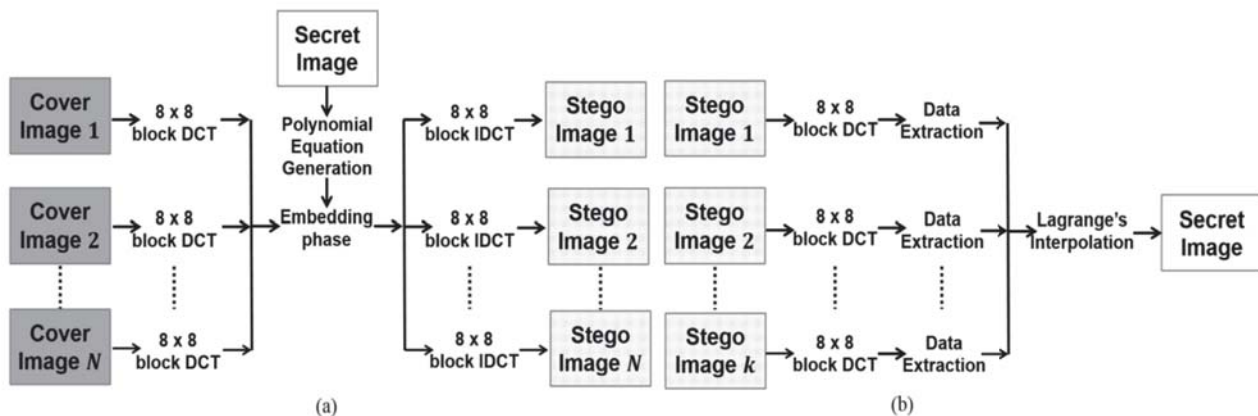 Secret
Image
Polynomial
Equation
Generation
Embedding
phase
Cover
Image 1
8 x 8
block DCT
8 x 8
block IDCT
Stego
Image 1
Cover
Image 2
8 x 8
block DCT
8 x 8
block IDCT
Stego
Image 2
Cover
Image N
8 x 8
block DCT
8 x 8
block IDCT
Stego
Image N
(a)
Stego
Image 1
8 x 8
block DCT
Data
Extraction
Stego
Image 2
8 x 8
block DCT
Data
Extraction
Stego
Image k
8 x 8
block DCT
Data
Extraction
Lagrange's
Interpolation
Secret
Image
(b)